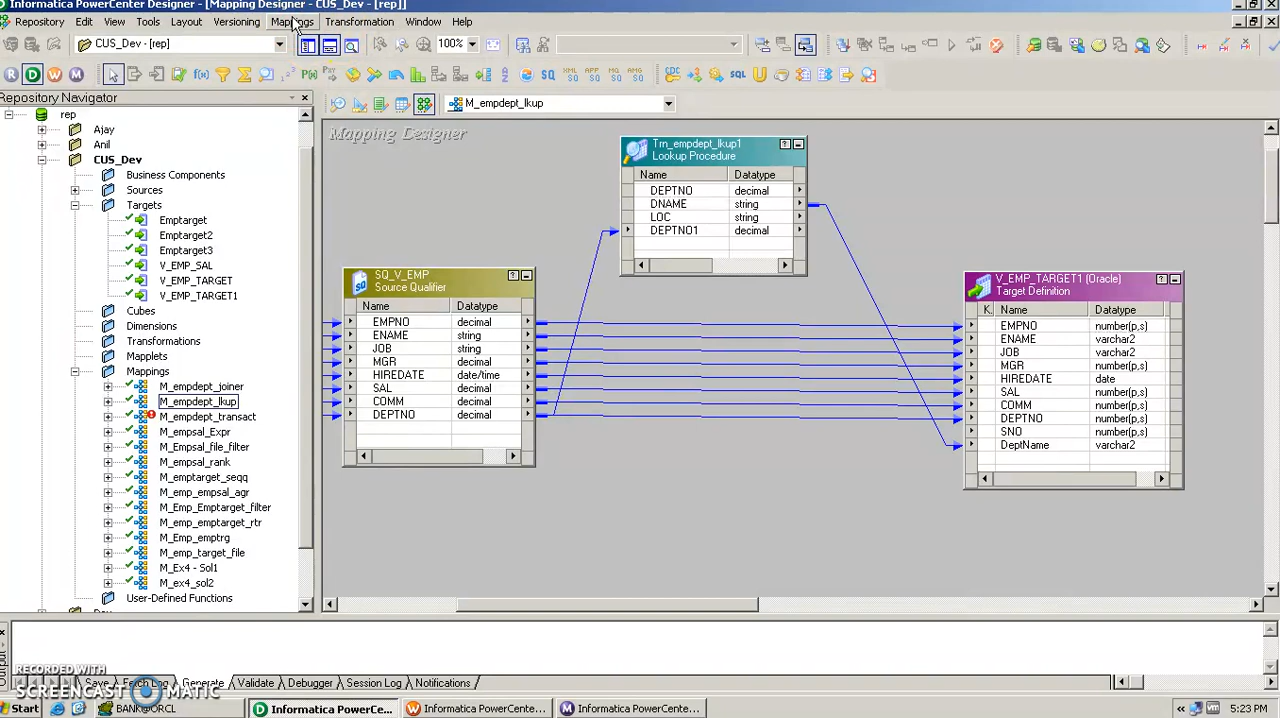 Informatica PowerCenter Designer - [Mapping Designer - CUS_Dev - [rep]]
Repository Edit View Tools Layout Versioning Mappings Transformation Window Help
CUS_Dev - [rep]
100%
Repository Navigator
M_empdept_lkup
rep
Ajay
Anil
CUS_Dev
Business Components
Sources
Targets
Emptarget
Emptarget2
Emptarget3
V_EMP_SAL
V_EMP_TARGET
V_EMP_TARGET1
Cubes
Dimensions
Transformations
Mapplets
Mappings
M_empdept_joiner
M_empdept_lkup
M_empdept_transact
M_empsal_Expr
M_Empsal_file_filter
M_empsal_rank
M_emptarget_seqq
M_emp_empsal_agr
M_Emp_Emptarget_filter
M_emp_emptarget_rtr
M_Emp_emptrg
M_emp_target_file
M_Ex4 - Sol1
M_ex4_sol2
User-Defined Functions
Mapping Designer
Trn_empdept_lkup1
Lookup Procedure
Name Datatype
DEPTNO decimal
DNAME string
LOC string
DEPTNO1 decimal
SQ_V_EMP
Source Qualifier
Name Datatype
EMPNO decimal
ENAME string
JOB string
MGR decimal
HIREDATE date/time
SAL decimal
COMM decimal
DEPTNO decimal
V_EMP_TARGET1 (Oracle)
Target Definition
K. Name Datatype
EMPNO number(p,s)
ENAME varchar2
JOB varchar2
MGR number(p,s)
HIREDATE date
SAL number(p,s)
COMM number(p,s)
DEPTNO number(p,s)
SNO number(p,s)
DeptName varchar2
Save Fetch Log Generate Validate Debugger Session Log Notifications
RECORDED WITH
SCREENCAST MATIC
Start BANK@ORCL Informatica PowerCe... Informatica PowerCente... Informatica PowerCente... 5:23 PM